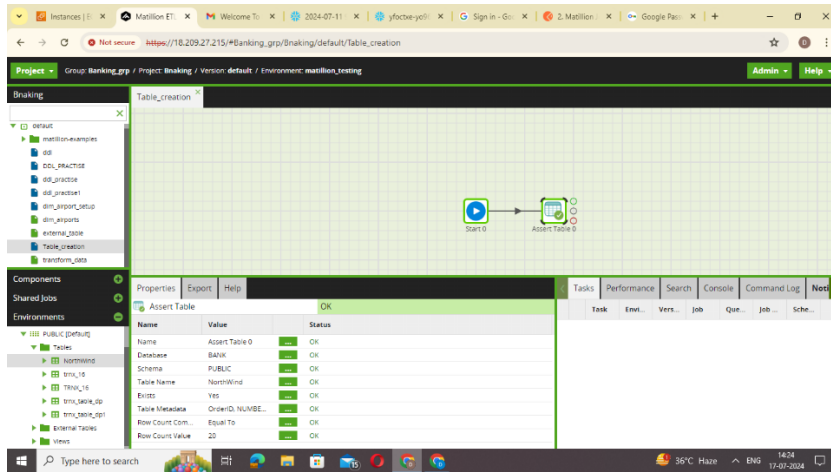 Instances | E
Matillion ET
Welcome To
2024-07-11
Sign in - Go
2. Matillion
Google Pass
Not secure https://18.209.27.215/#Banking_grp/Bnaking/default/Table_creation
Project Group: Banking_grp / Project: Bnaking / Version: default / Environment: matillion_testing Admin Help
Bnaking
Table_creation
default
matillion-examples
ddl
DDL_PRACTISE
ddl_practise
ddl_practise1
dim_airport_setup
dim_airports
external_table
Table_creation
transform_data
Start 0
Assert Table 0
Components
Shared Jobs
Environments
PUBLIC [Default]
Tables
NorthWind
trnx_16
TRNX_16
trnx_table_dp
trnx_table_dp1
External Tables
Views
Properties Export Help
Assert Table OK
Name Value Status
Name Assert Table 0 ... OK
Database BANK ... OK
Schema PUBLIC ... OK
Table Name NorthWind ... OK
Exists Yes ... OK
Table Metadata OrderID, NUMBE... ... OK
Row Count Com... Equal To ... OK
Row Count Value 20 ... OK
Tasks Performance Search Console Command Log Noti
Task Envi... Vers... Job Que... Job ... Sche...
Type here to search
36°C Haze ENG 14:24
17-07-2024